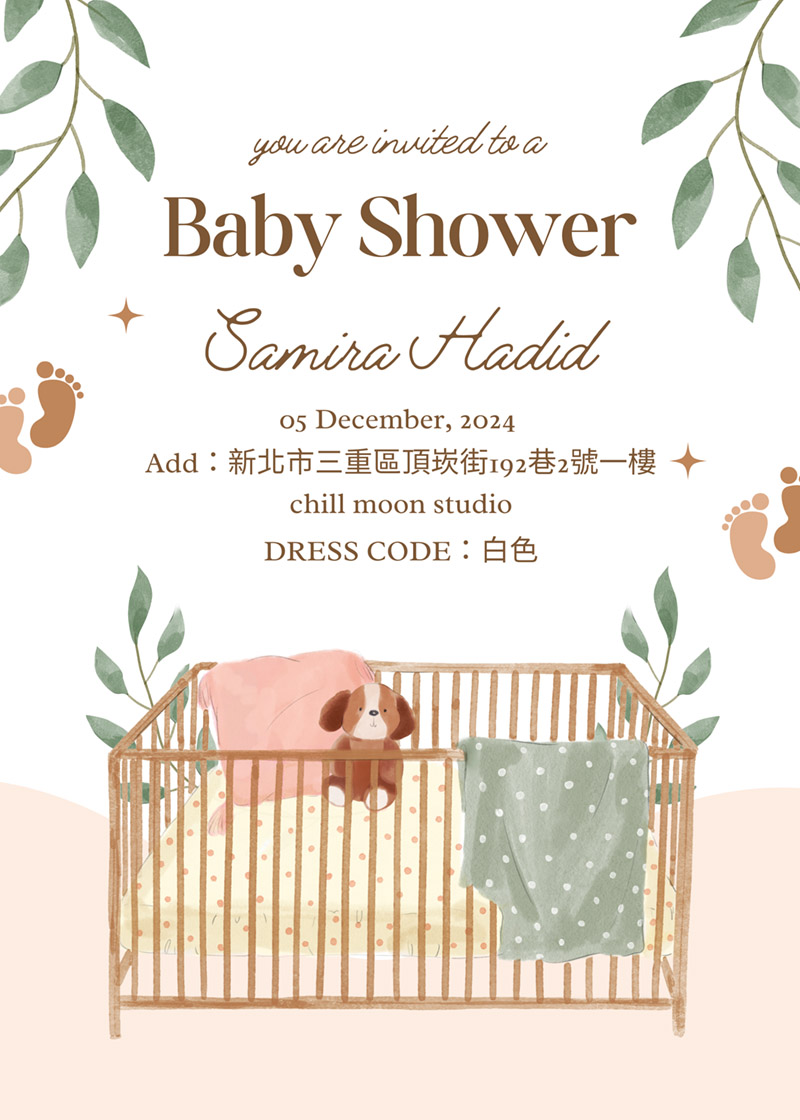 you are invited to a
Baby Shower
Samira Hadid
05 December, 2024
Add：新北市三重區頂崁街192巷2號一樓
chill moon studio
DRESS CODE：白色